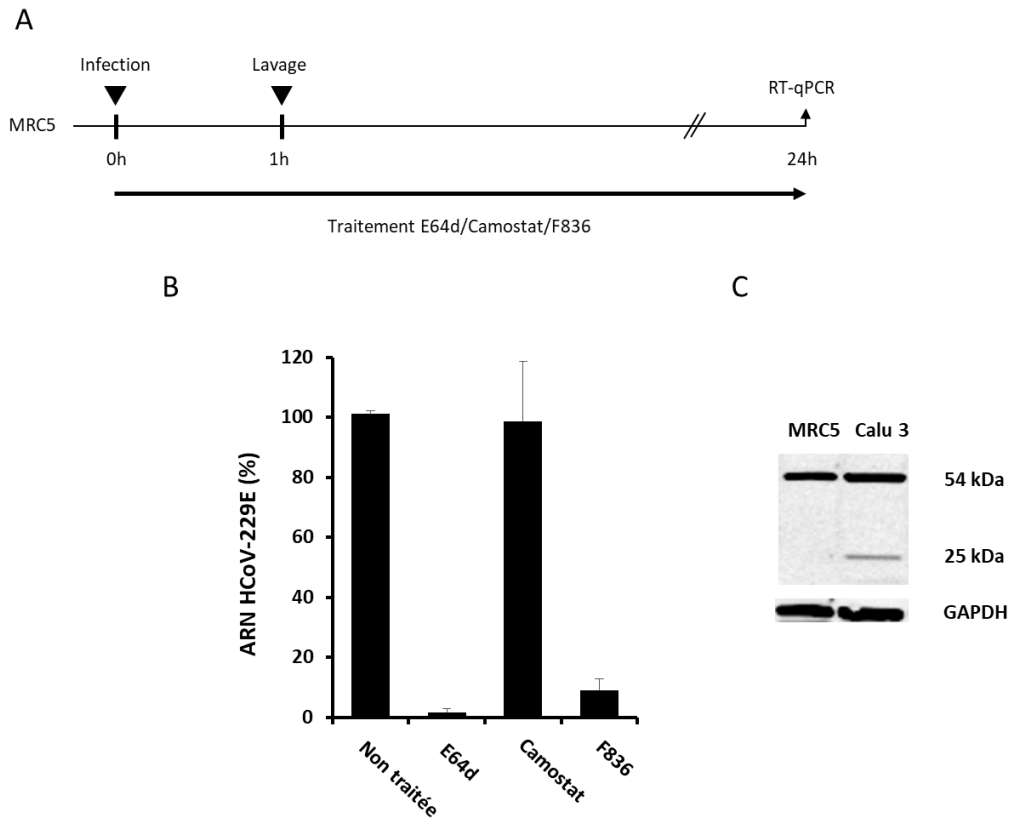 A
Infection
Lavage
RT-qPCR
MRC5
0h
1h
24h
Traitement E64d/Camostat/F836
B
C
120
100
80
60
40
20
0
ARN HCoV-229E (%)
Non traitée
E64d
Camostat
F836
MRC5 Calu 3
54 kDa
25 kDa
GAPDH